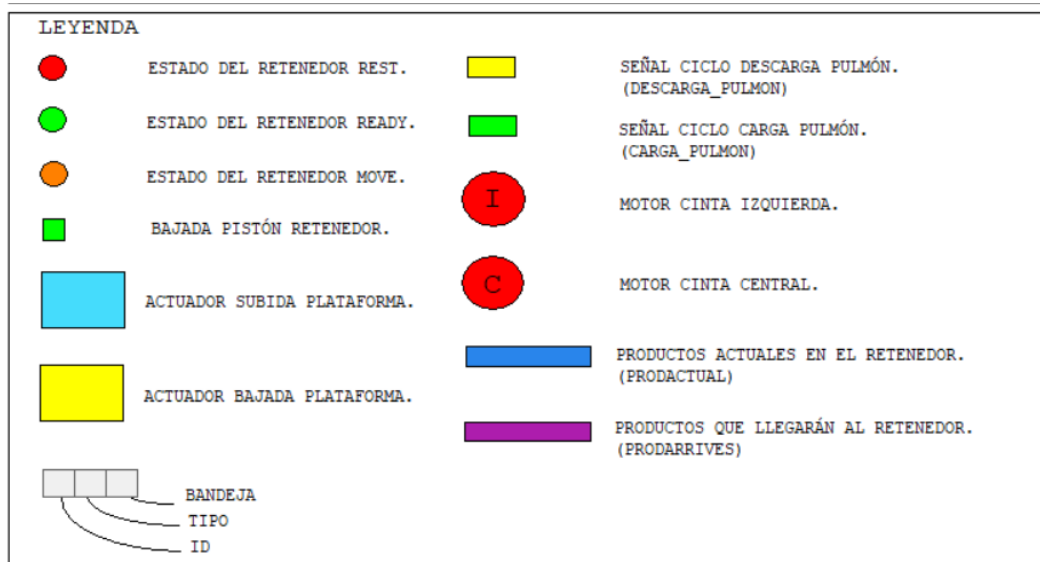 LEYENDA
ESTADO DEL RETENEDOR REST.
ESTADO DEL RETENEDOR READY.
ESTADO DEL RETENEDOR MOVE.
BAJADA PISTÓN RETENEDOR.
ACTUADOR SUBIDA PLATAFORMA.
ACTUADOR BAJADA PLATAFORMA.
BANDEJA
TIPO
ID
SEÑAL CICLO DESCARGA PULMÓN.
(DESCARGA_PULMON)
SEÑAL CICLO CARGA PULMÓN.
(CARGA_PULMON)
I
MOTOR CINTA IZQUIERDA.
C
MOTOR CINTA CENTRAL.
PRODUCTOS ACTUALES EN EL RETENEDOR.
(PRODACTUAL)
PRODUCTOS QUE LLEGARÁN AL RETENEDOR.
(PRODARRIVES)